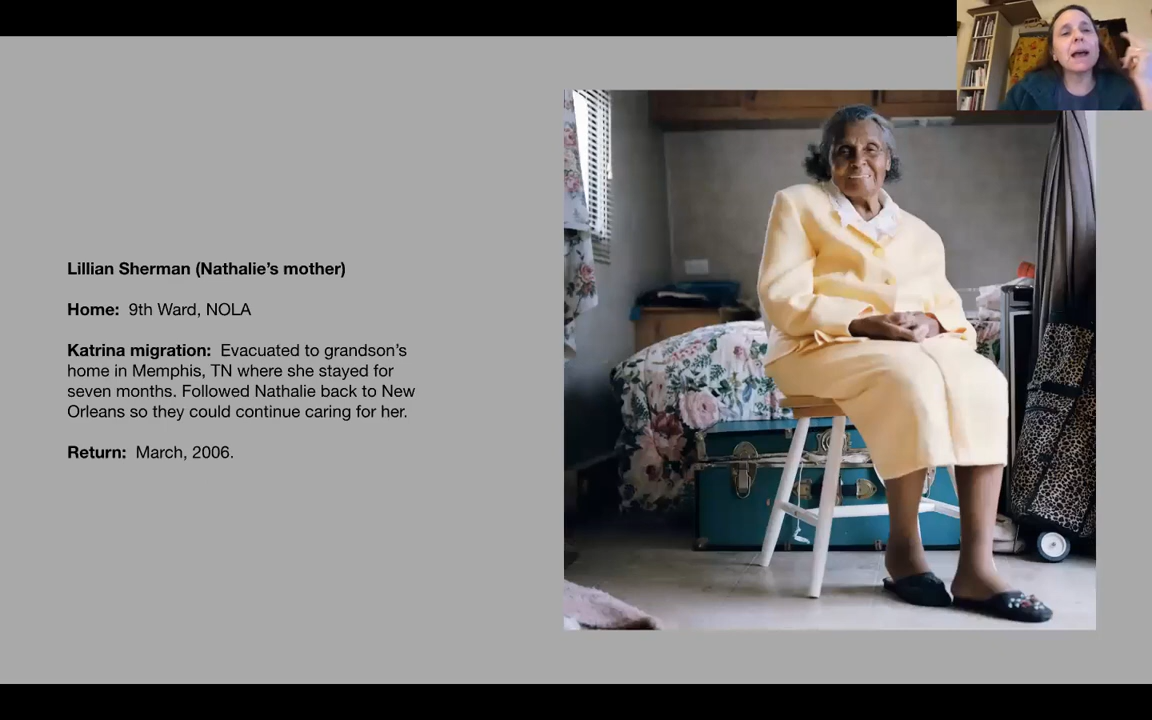 Lillian Sherman (Nathalie’s mother)
Home:  9th Ward, NOLA
Katrina migration:  Evacuated to grandson’s
home in Memphis, TN where she stayed for
seven months. Followed Nathalie back to New
Orleans so they could continue caring for her.
Return:  March, 2006.